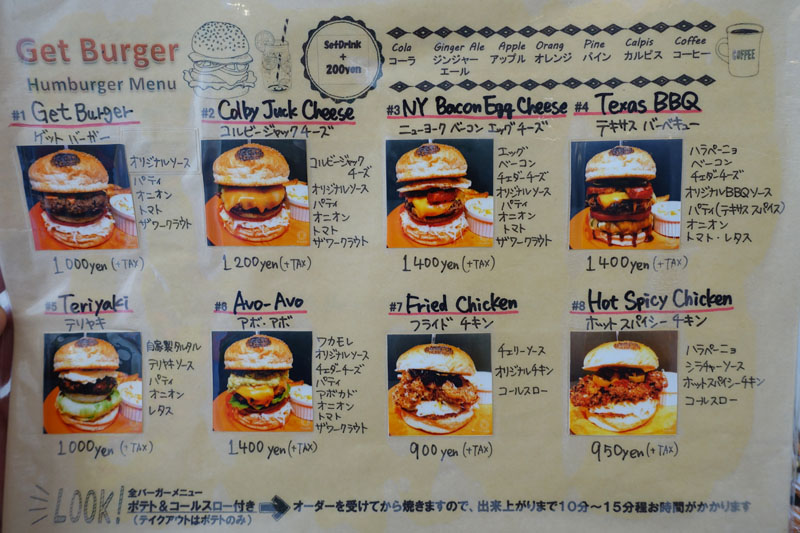 Get Burger
Humburger Menu
Set Drink
+
200yen
Cola
コーラ
Ginger Ale
ジンジャー
エール
Apple
アップル
Orang
オレンジ
Pine
パイン
Calpis
カルピス
Coffee
コーヒー
COFFEE
#1 Get Burger
ゲット バーガー
オリジナルソース
パティ
オニオン
トマト
ザワークラウト
1000yen (+TAX)
#2 Colby Juck Cheese
コルビージャック チーズ
コルビージャック
チーズ
オリジナルソース
パティ
オニオン
トマト
ザワークラウト
1200yen (+TAX)
#3 NY Bacon Egg Cheese
ニューヨーク ベーコン エッグ チーズ
エッグ
ベーコン
チェダーチーズ
オリジナルソース
パティ
オニオン
トマト
ザワークラウト
1400yen (+TAX)
#4 Texas BBQ
テキサス バーベキュー
ハラペーニョ
ベーコン
チェダーチーズ
オリジナルBBQソース
パティ(テキサススパイス)
オニオン
トマト・レタス
1400yen (+TAX)
#5 Teriyaki
テリヤキ
自家製タルタル
テリヤキソース
パティ
オニオン
レタス
1000yen (+TAX)
#6 Avo-Avo
アボ・アボ
ワカモレ
オリジナルソース
チェダーチーズ
パティ
アボカド
オニオン
トマト
ザワークラウト
1400yen (+TAX)
#7 Fried Chicken
フライド チキン
チェリーソース
オリジナルチキン
コールスロー
900yen (+TAX)
#8 Hot Spicy Chicken
ホットスパイシー チキン
ハラペーニョ
シラチャーソース
ホットスパイシーチキン
コールスロー
950yen (+TAX)
LOOK!
全バーガーメニュー
ポテト&コールスロー付き
(テイクアウトはポテトのみ)
オーダーを受けてから焼きますので、出来上がりまで10分～15分程お時間がかかります